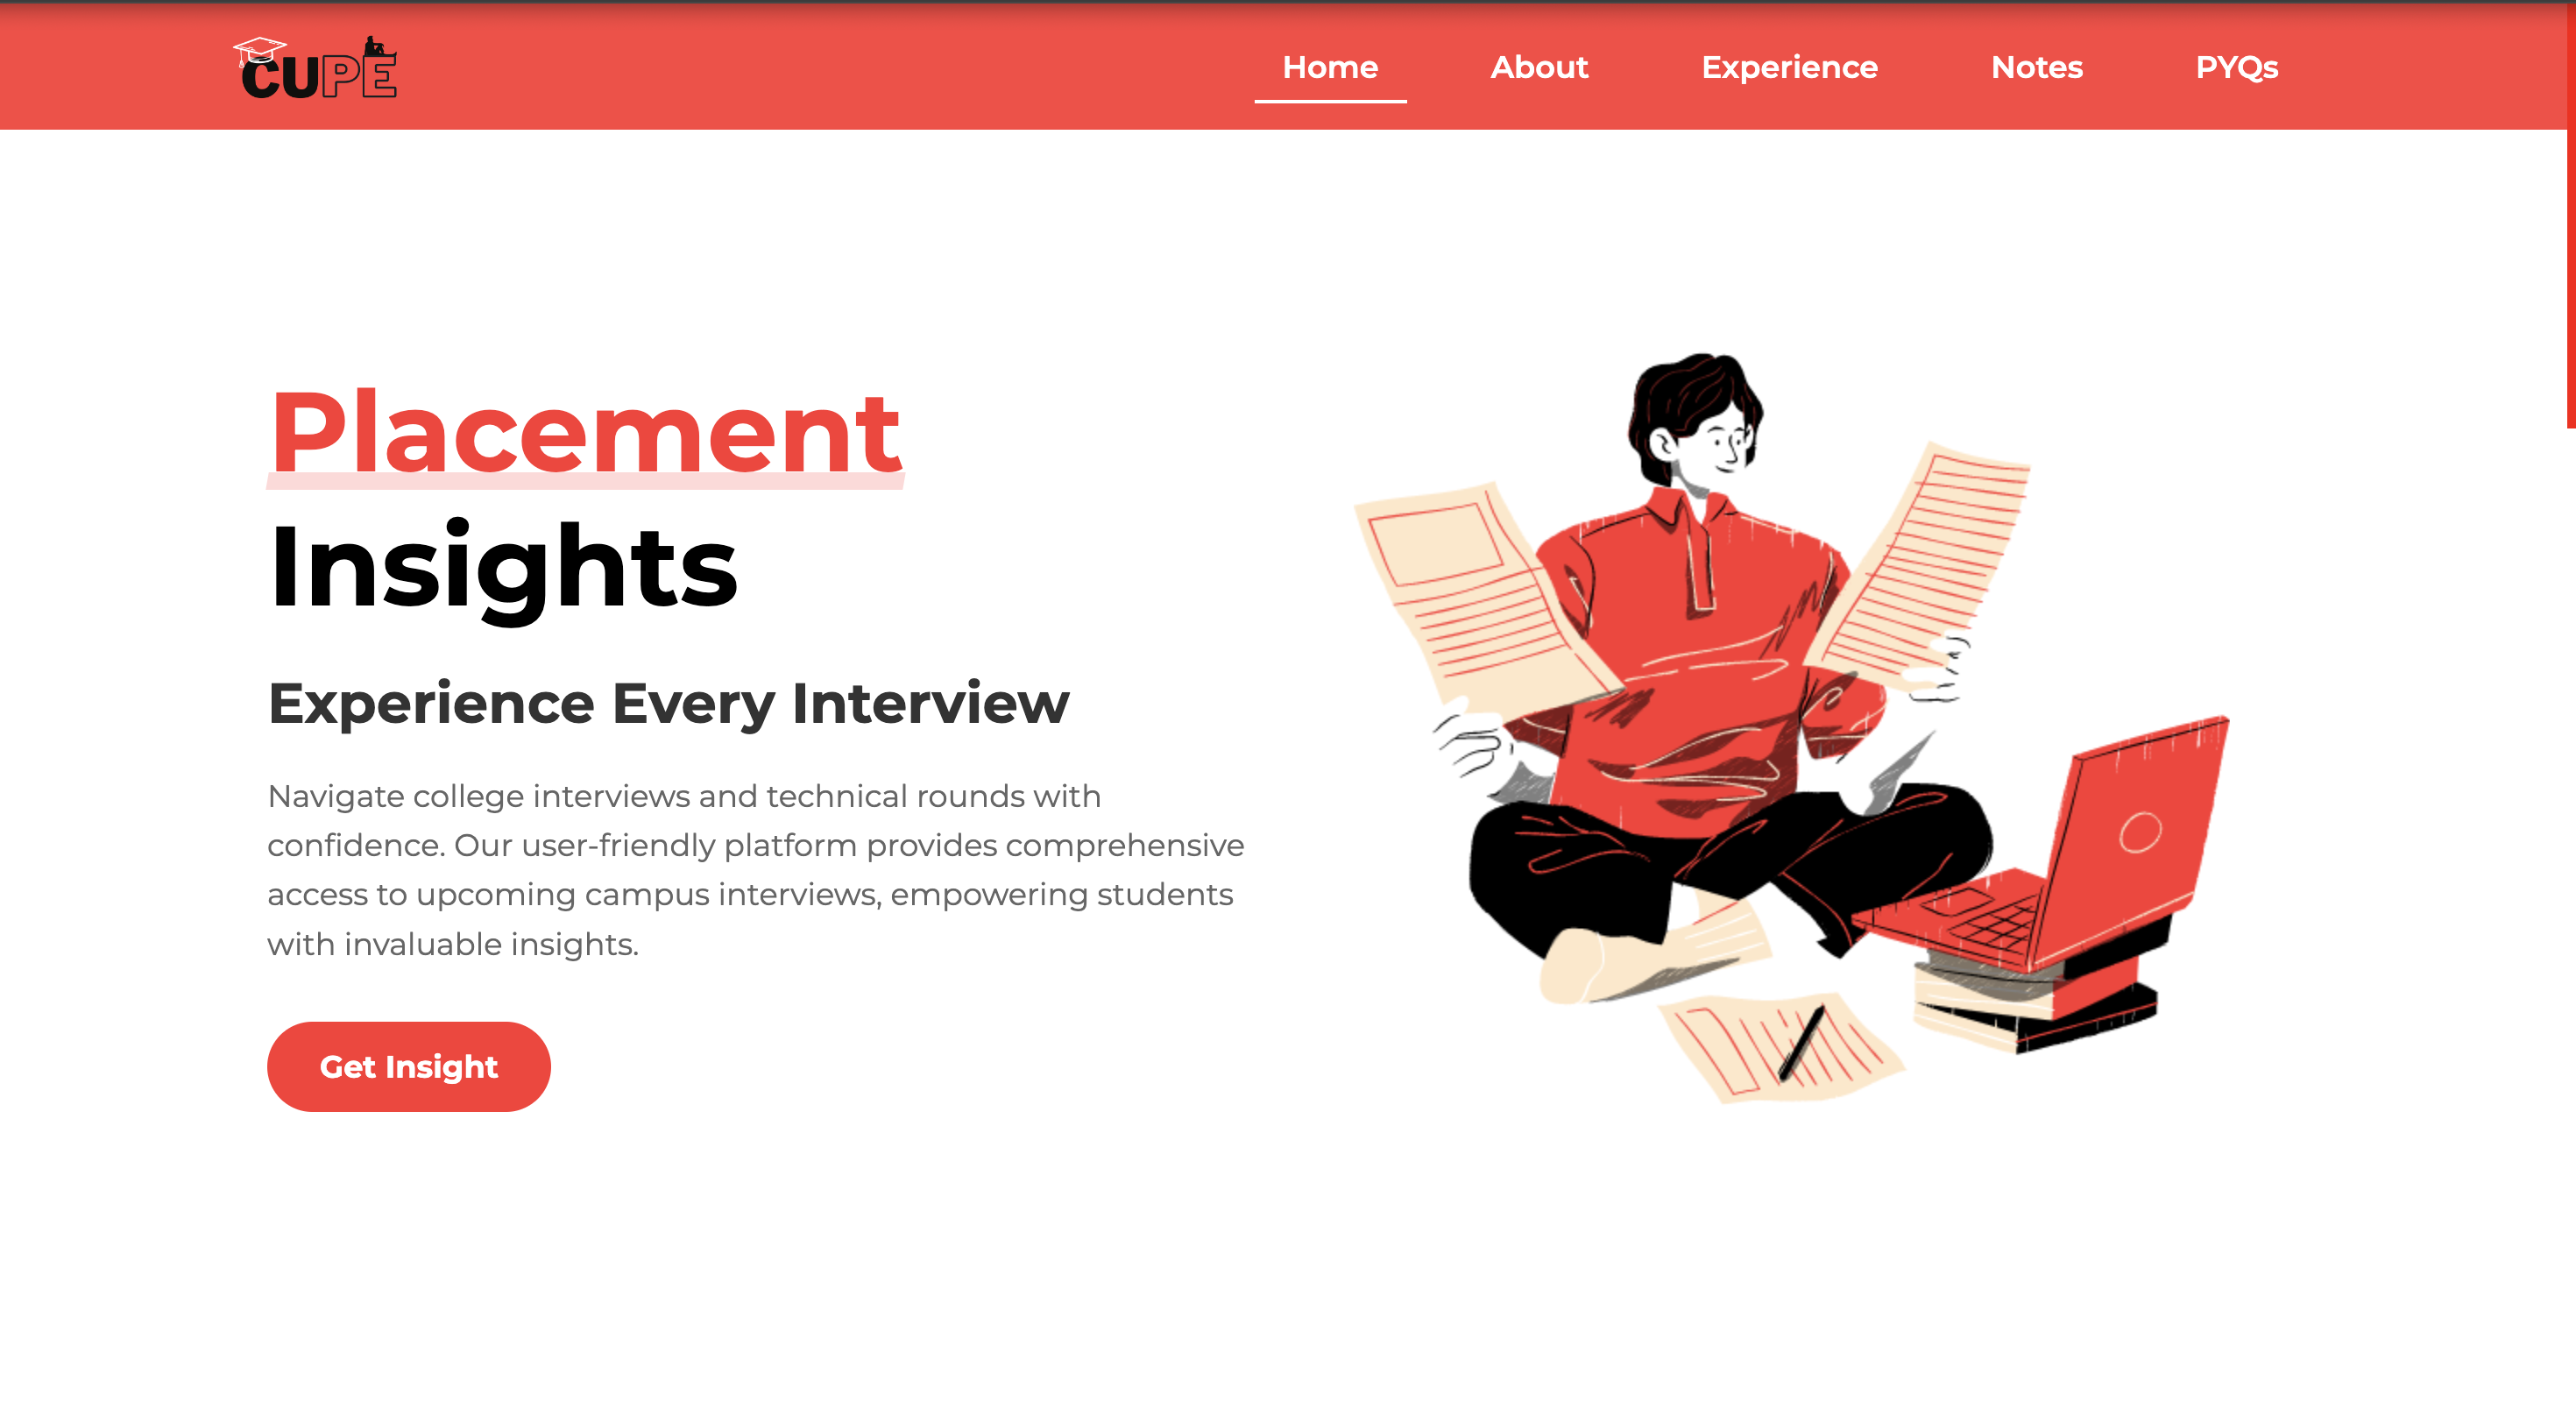 CUPE
Home
About
Experience
Notes
PYQs
Placement
Insights
Experience Every Interview
Navigate college interviews and technical rounds with
confidence. Our user-friendly platform provides comprehensive
access to upcoming campus interviews, empowering students
with invaluable insights.
Get Insight